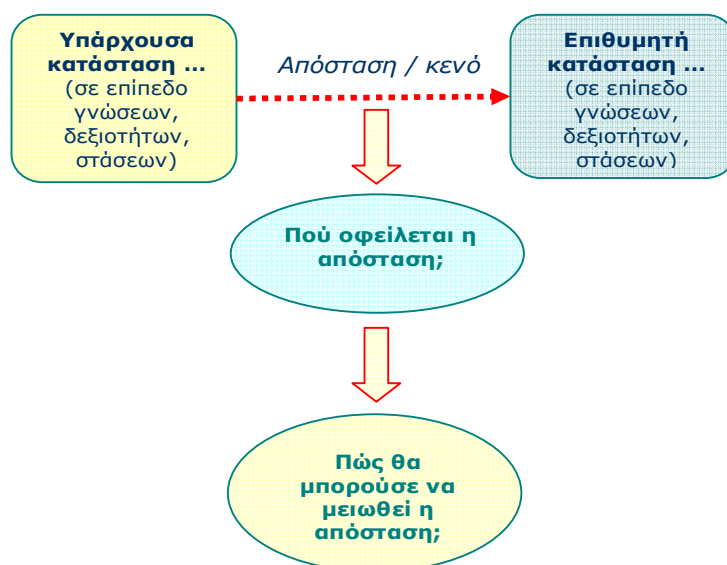 Υπάρχουσα
κατάσταση ...
(σε επίπεδο
γνώσεων,
δεξιοτήτων,
στάσεων)
Απόσταση / κενό
Επιθυμητή
κατάσταση ...
(σε επίπεδο
γνώσεων,
δεξιοτήτων,
στάσεων)
Πού οφείλεται η
απόσταση;
Πώς θα
μπορούσε να
μειωθεί η
απόσταση;